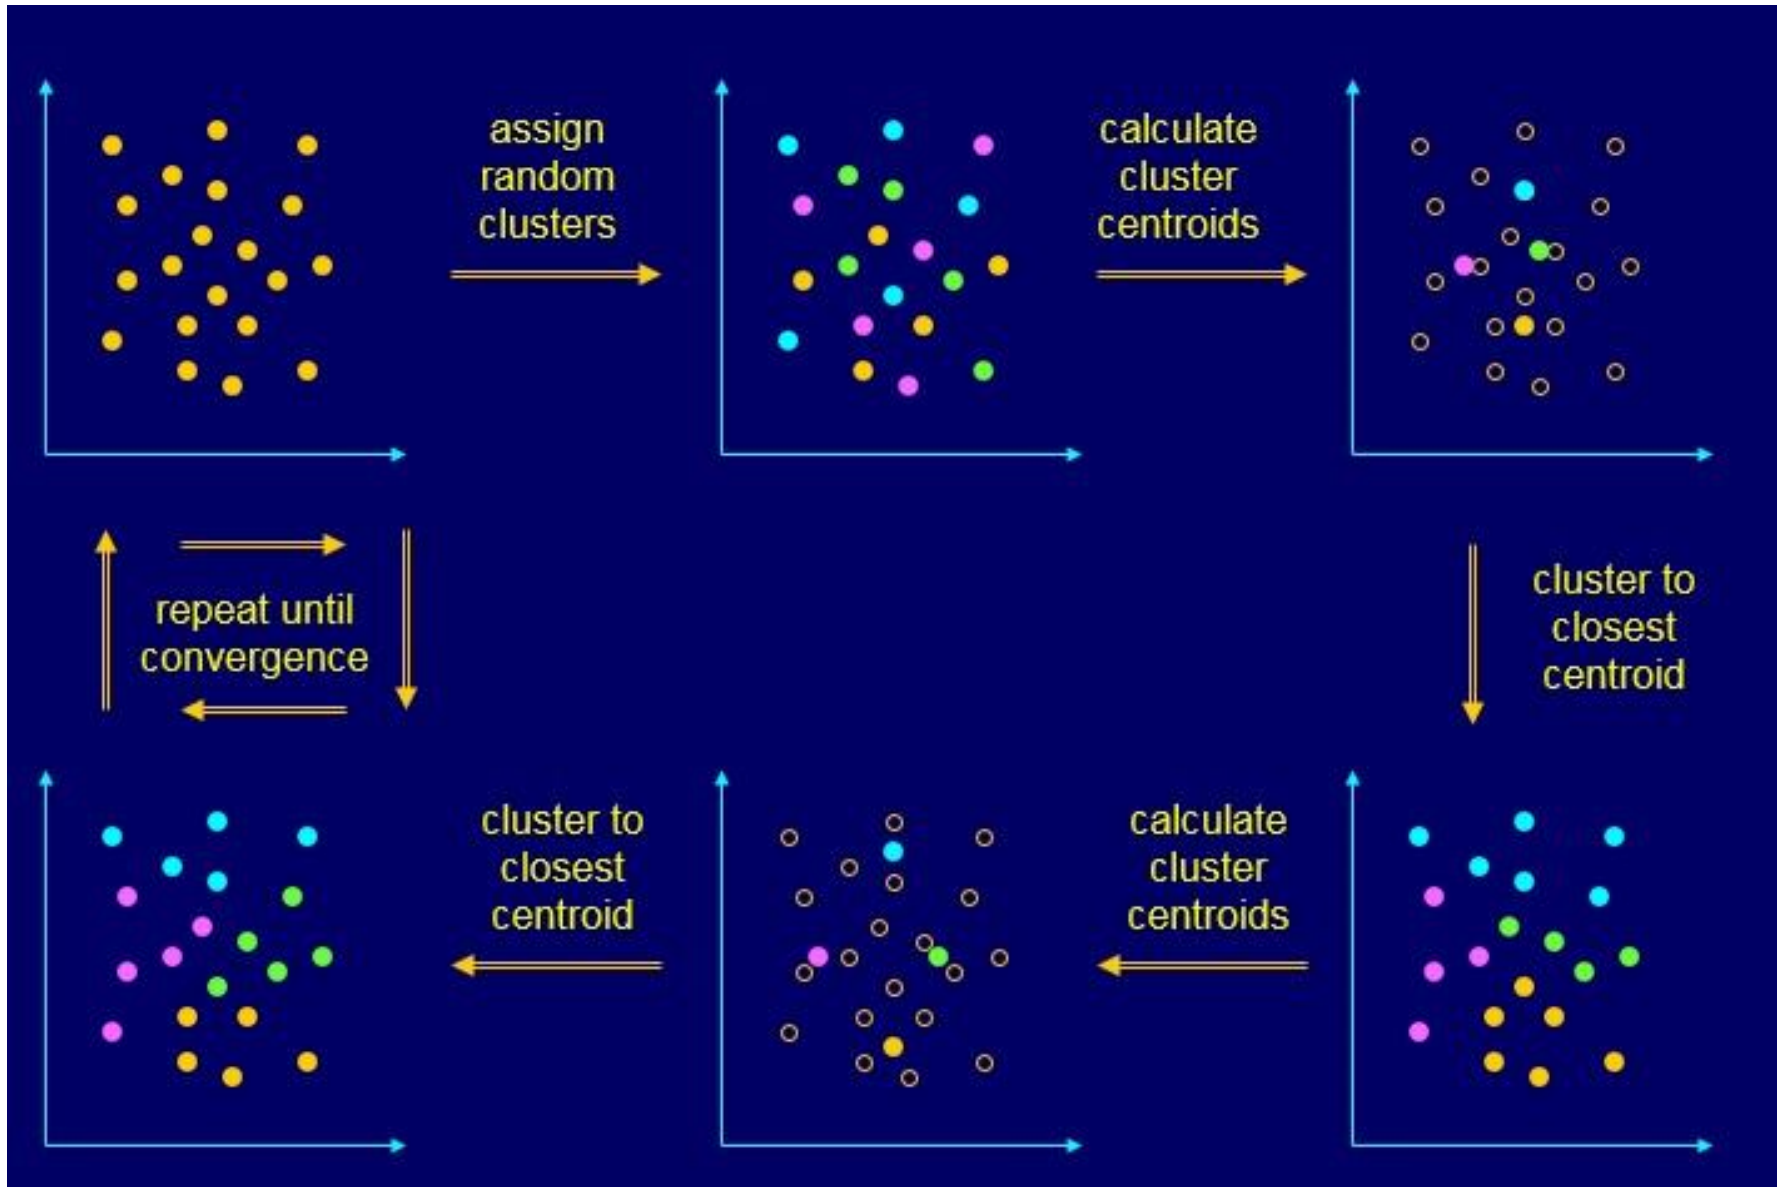 assign
random
clusters
calculate
cluster
centroids
repeat until
convergence
cluster to
closest
centroid
cluster to
closest
centroid
calculate
cluster
centroids